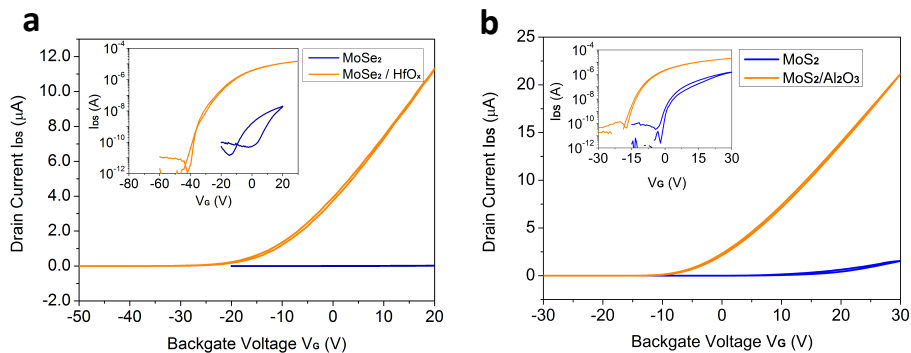 a
12.0
10.0
8.0
6.0
4.0
2.0
0.0
2.0
-50 -40 -30 -20 -10 0 10 20
Drain Current IDS (μA)
Backgate Voltage VG (V)
10⁻⁴
10⁻⁶
10⁻⁸
10⁻¹⁰
10⁻¹²
-80 -60 -40 -20 0 20
IDS (A)
VG (V)
MoSe₂
MoSe₂ / HfOₓ
b
25
20
15
10
5
0
-30 -20 -10 0 10 20 30
Drain Current IDS (μA)
Backgate Voltage VG (V)
10⁻⁴
10⁻⁶
10⁻⁸
10⁻¹⁰
10⁻¹²
-30 -15 0 15 30
IDS (A)
VG (V)
MoS₂
MoS₂/Al₂O₃